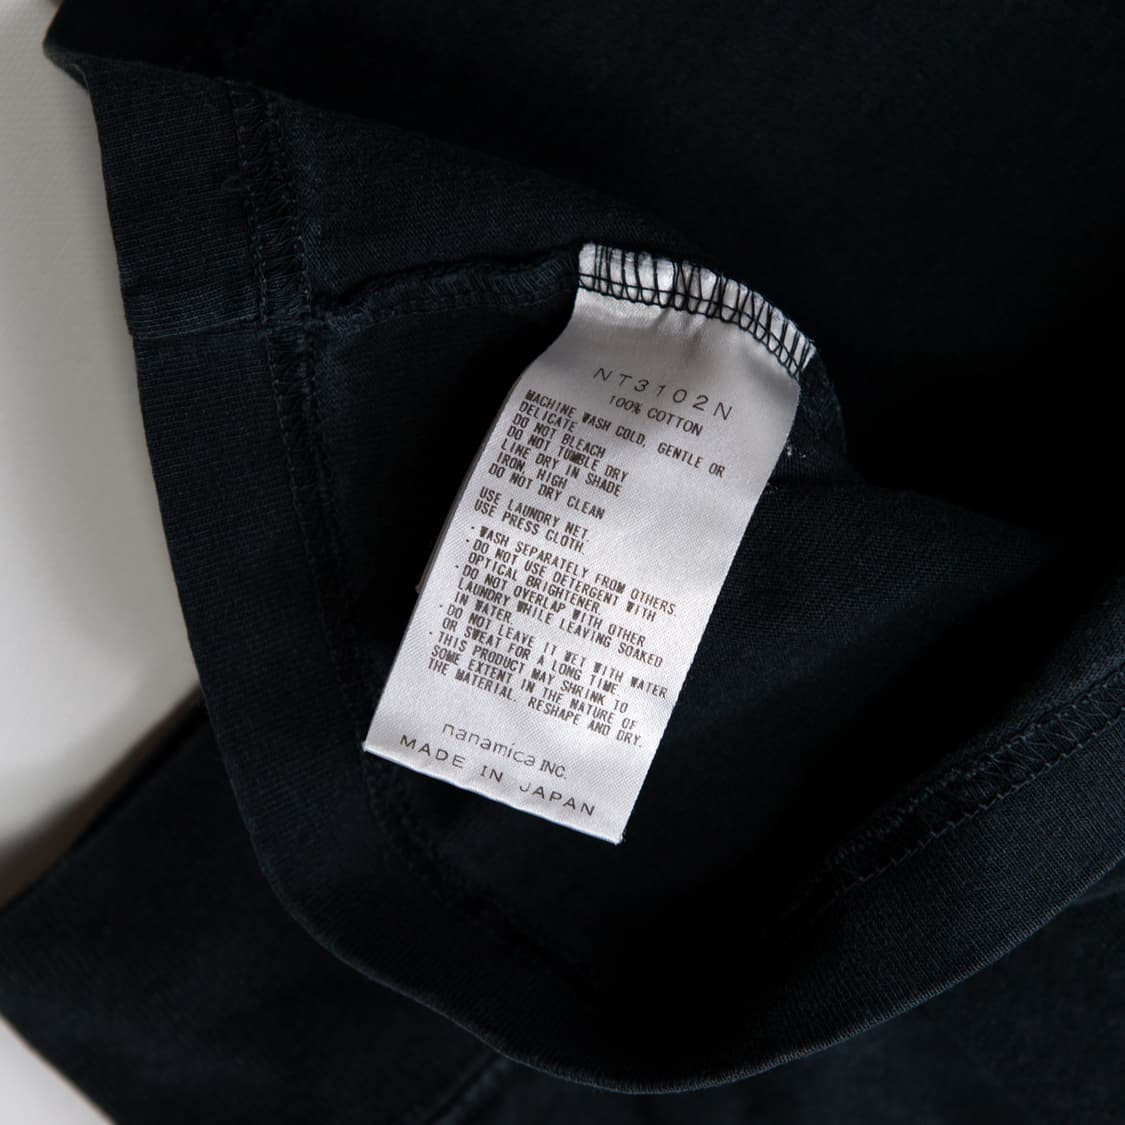 NT3102N
100% COTTON
MACHINE WASH COLD, GENTLE OR
DELICATE
DO NOT BLEACH
DO NOT TUMBLE DRY
LINE DRY IN SHADE
IRON, HIGH
DO NOT DRY CLEAN
USE LAUNDRY NET
USE PRESS CLOTH.
・WASH SEPARATELY FROM OTHERS.
・DO NOT USE DETERGENT WITH
OPTICAL BRIGHTENER.
・DO NOT OVERLAP WITH OTHER
LAUNDRY WHILE LEAVING SOAKED
IN WATER.
・DO NOT LEAVE IT WET WITH WATER
OR SWEAT FOR A LONG TIME.
・THIS PRODUCT MAY SHRINK TO
SOME EXTENT IN THE NATURE OF
THE MATERIAL. RESHAPE AND DRY.
nanamica INC.
MADE IN JAPAN